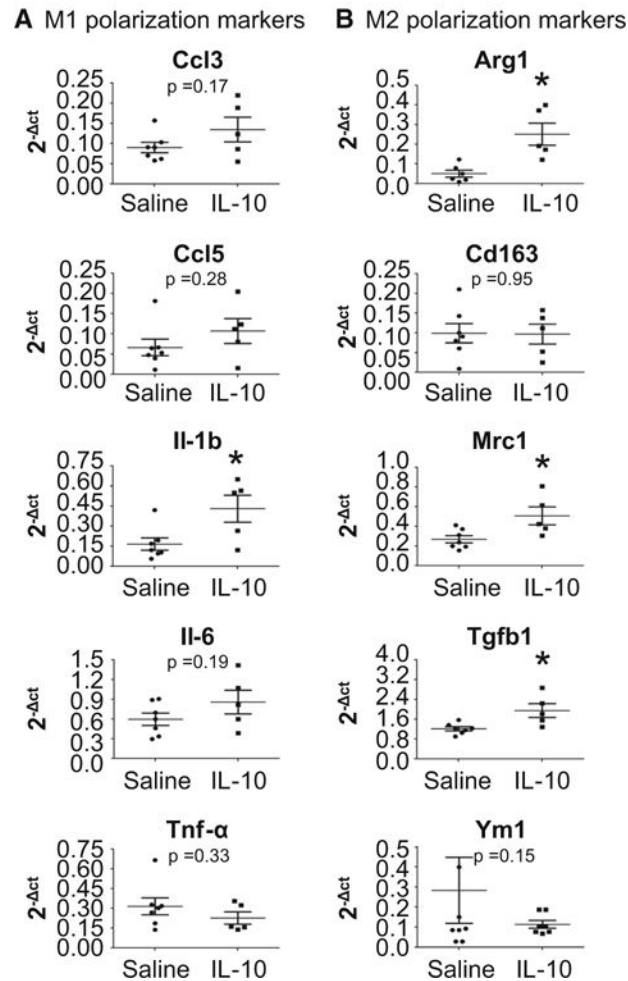 A M1 polarization markers
B M2 polarization markers
Ccl3
p =0.17
2-Δct
0.25
0.20
0.15
0.10
0.05
0.00
Saline IL-10
Arg1
*
2-Δct
0.5
0.4
0.3
0.2
0.1
0.0
Saline IL-10
Ccl5
p =0.28
2-Δct
0.25
0.20
0.15
0.10
0.05
0.00
Saline IL-10
Cd163
p =0.95
2-Δct
0.25
0.20
0.15
0.10
0.05
0.00
Saline IL-10
Il-1b
*
2-Δct
0.75
0.60
0.45
0.30
0.15
0.00
Saline IL-10
Mrc1
*
2-Δct
1.0
0.8
0.6
0.4
0.2
0.0
Saline IL-10
Il-6
p =0.19
2-Δct
1.5
1.2
0.9
0.6
0.3
0.0
Saline IL-10
Tgfb1
*
2-Δct
4.0
3.2
2.4
1.6
0.8
0.0
Saline IL-10
Tnf-α
p =0.33
2-Δct
0.75
0.60
0.45
0.30
0.15
0.00
Saline IL-10
Ym1
p =0.15
2-Δct
0.5
0.4
0.3
0.2
0.1
0.0
Saline IL-10